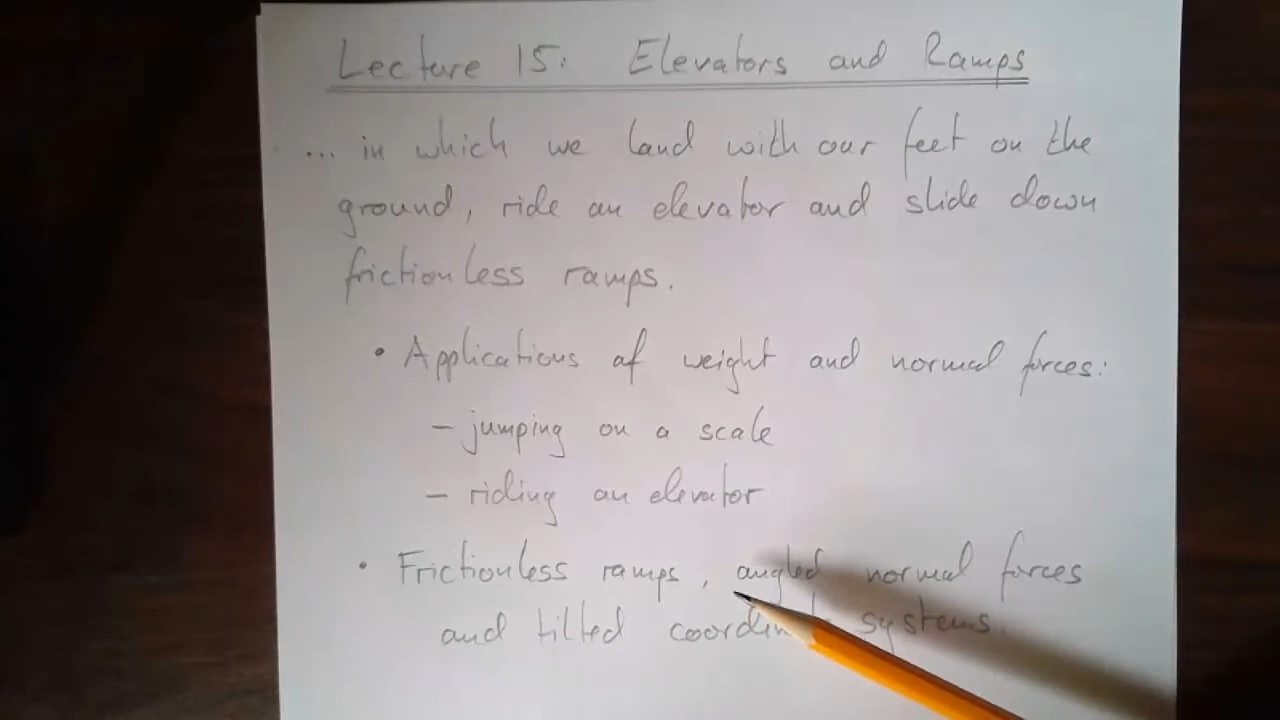 Lecture 15: Elevators and Ramps
... in which we land with our feet on the
ground, ride an elevator and slide down
frictionless ramps.
• Applications of weight and normal forces:
– jumping on a scale
– riding an elevator
• Frictionless ramps, angled normal forces
and tilted systems.